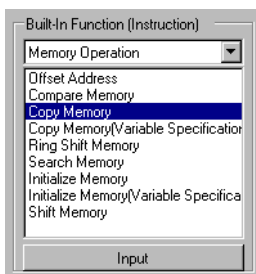 Built-In Function (Instruction)
Memory Operation
Offset Address
Compare Memory
Copy Memory
Copy Memory(Variable Specification
Ring Shift Memory
Search Memory
Initialize Memory
Initialize Memory(Variable Specifica
Shift Memory
Input